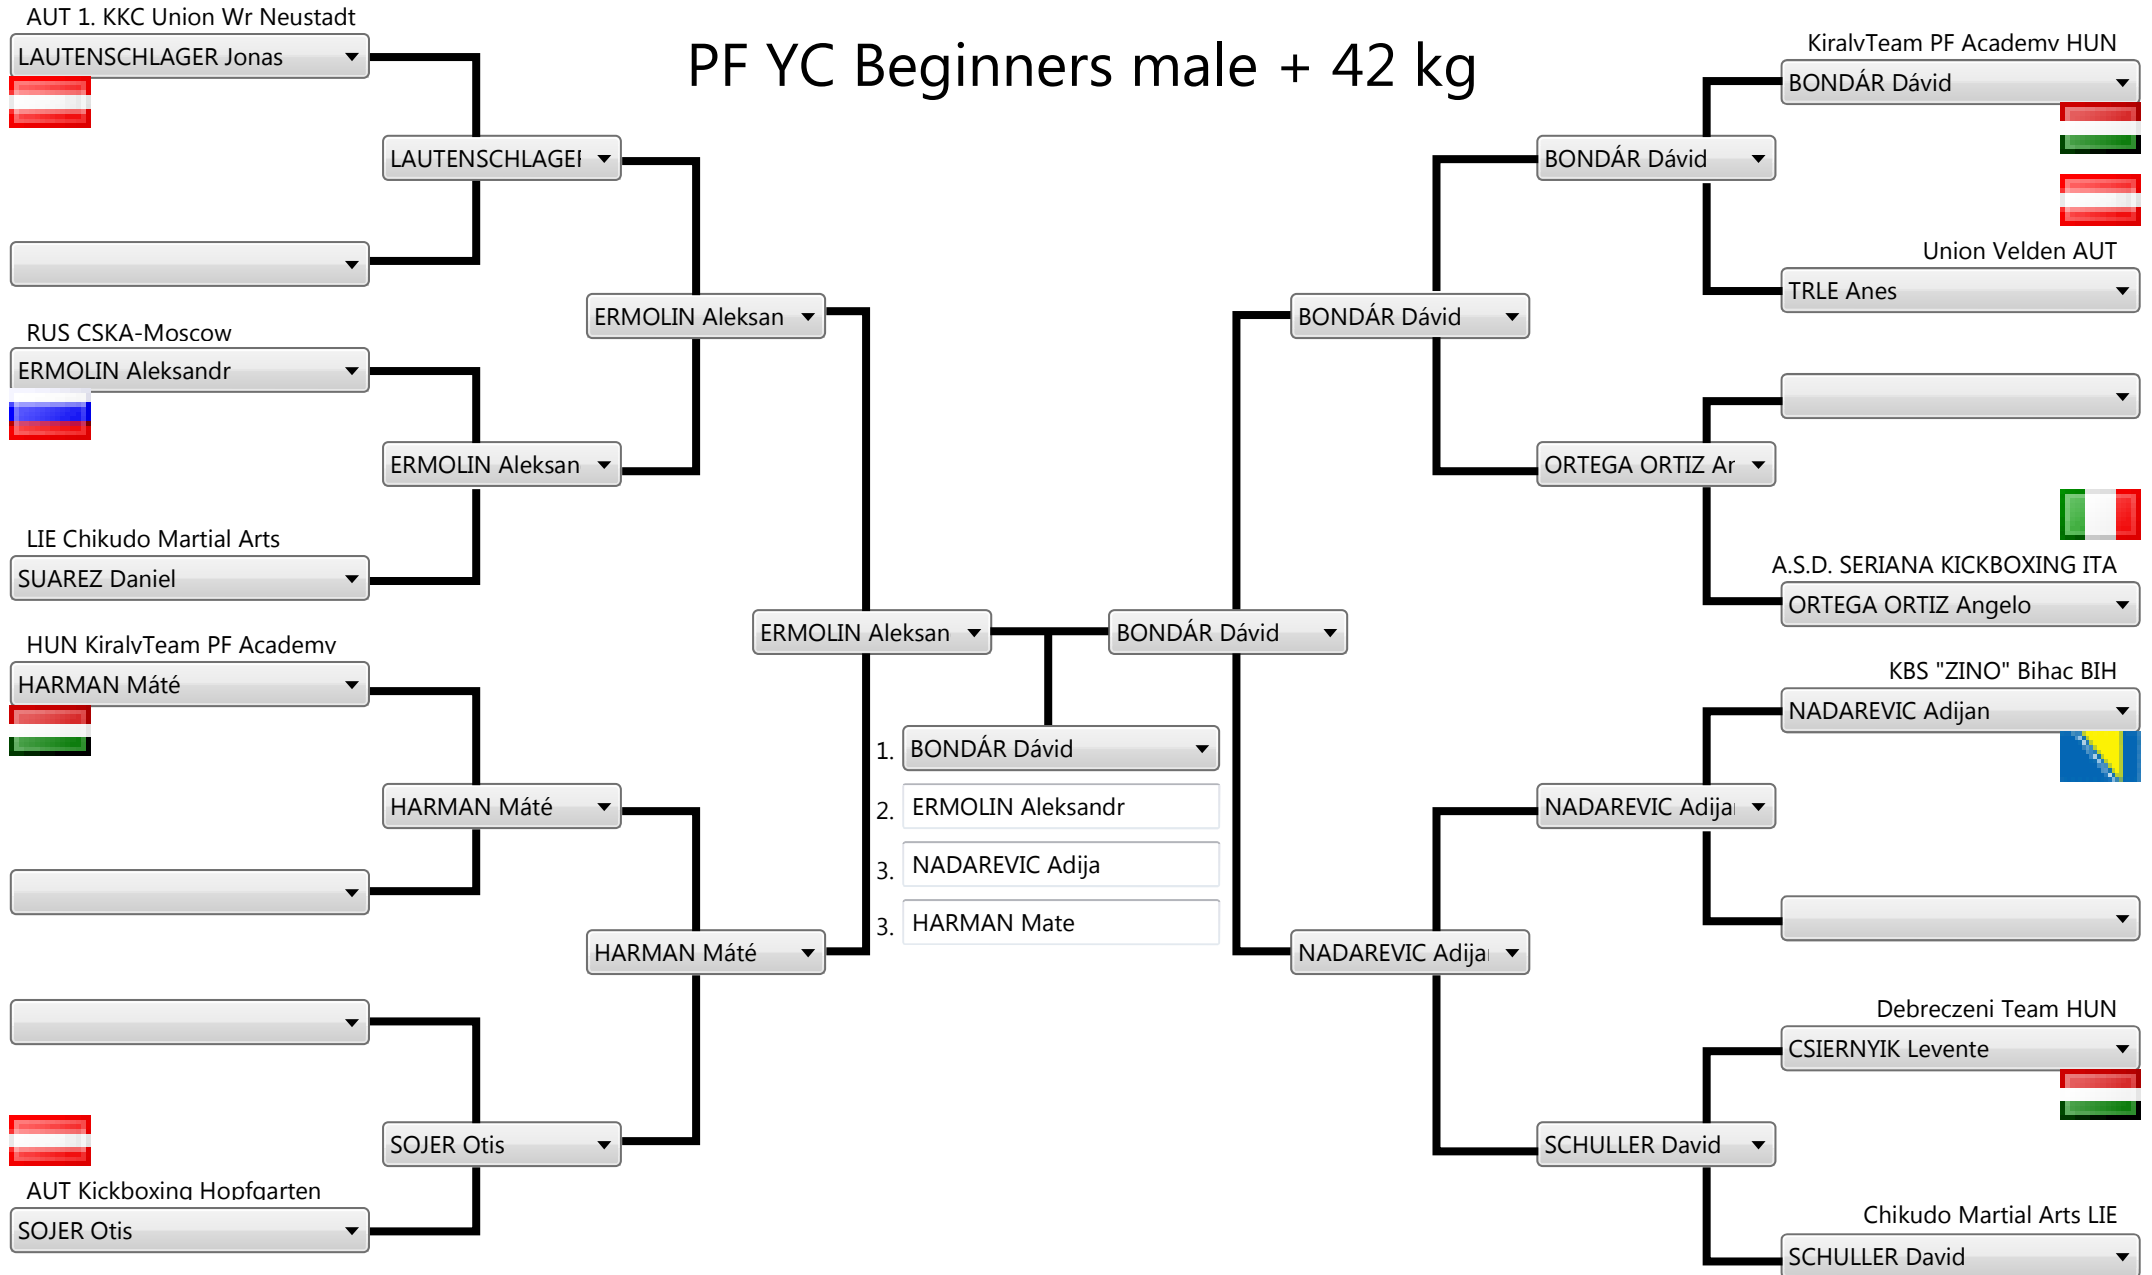 AUT 1. KKC Union Wr Neustadt
LAUTENSCHLAGER Jonas
RUS CSKA-Moscow
ERMOLIN Aleksandr
LIE Chikudo Martial Arts
SUAREZ Daniel
HUN KiralyTeam PF Academy
HARMAN Máté
AUT Kickboxing Hopfgarten
SOJER Otis
LAUTENSCHLAGER
ERMOLIN Aleksan
HARMAN Máté
SOJER Otis
ERMOLIN Aleksan
HARMAN Máté
PF YC Beginners male + 42 kg
ERMOLIN Aleksan
BONDÁR Dávid
1. BONDÁR Dávid
2. ERMOLIN Aleksandr
3. NADAREVIC Adija
3. HARMAN Mate
BONDÁR Dávid
NADAREVIC Adija
BONDÁR Dávid
ORTEGA ORTIZ Ar
NADAREVIC Adija
SCHULLER David
KiralyTeam PF Academy HUN
BONDÁR Dávid
Union Velden AUT
TRLE Anes
A.S.D. SERIANA KICKBOXING ITA
ORTEGA ORTIZ Angelo
KBS "ZINO" Bihac BIH
NADAREVIC Adijan
Debreczeni Team HUN
CSIERNYIK Levente
Chikudo Martial Arts LIE
SCHULLER David